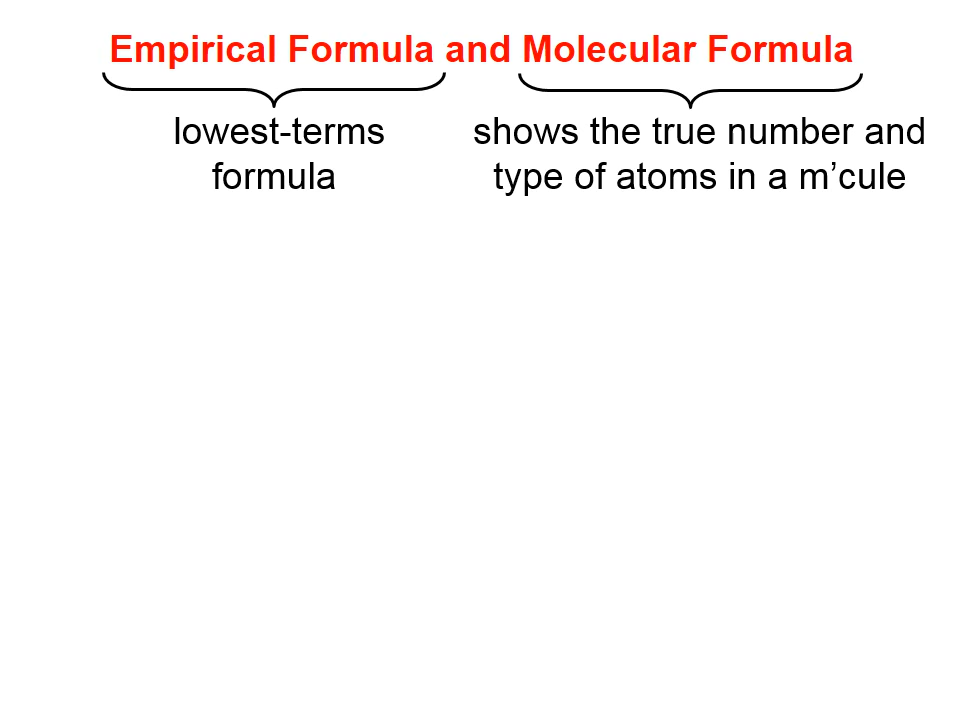 Empirical Formula and Molecular Formula
lowest-terms
formula
shows the true number and
type of atoms in a m’cule